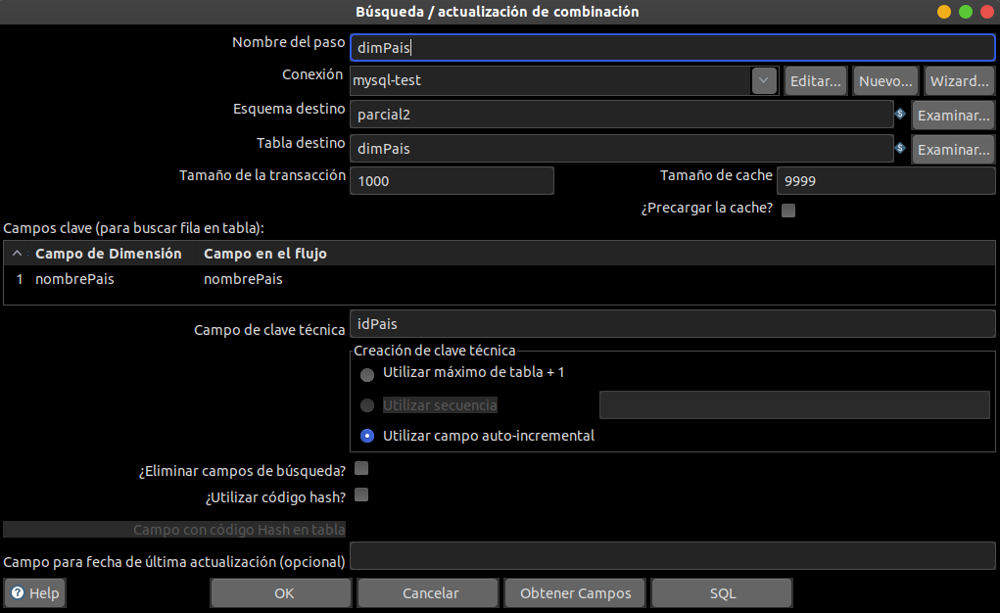 Búsqueda / actualización de combinación
Nombre del paso dimPais
Conexión mysql-test Editar... Nuevo... Wizard...
Esquema destino parcial2 Examinar...
Tabla destino dimPais Examinar...
Tamaño de la transacción 1000 Tamaño de cache 9999
¿Precargar la cache?
Campos clave (para buscar fila en tabla):
Campo de Dimensión Campo en el flujo
1 nombrePais nombrePais
Campo de clave técnica idPais
Creación de clave técnica
Utilizar máximo de tabla + 1
Utilizar secuencia
Utilizar campo auto-incremental
¿Eliminar campos de búsqueda?
¿Utilizar código hash?
Campo con código Hash en tabla
Campo para fecha de última actualización (opcional)
Help OK Cancelar Obtener Campos SQL